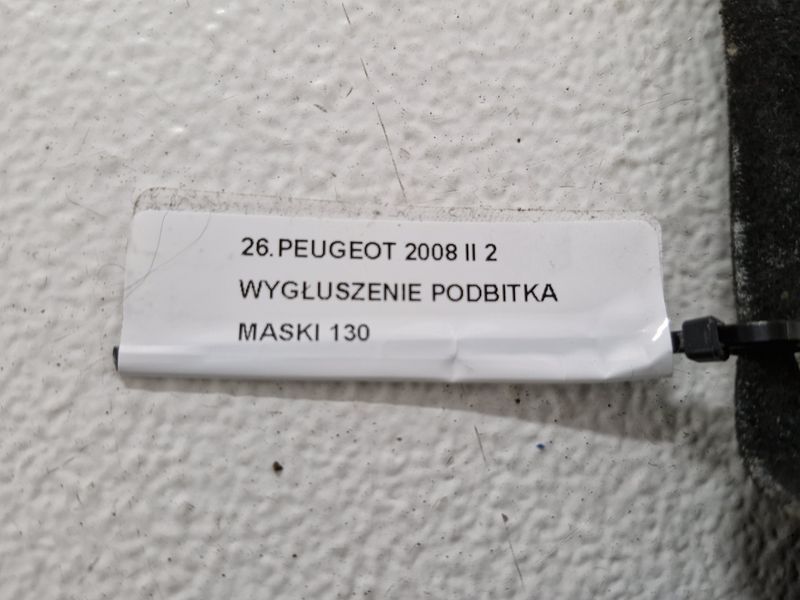 26.PEUGEOT 2008 II 2
WYGŁUSZENIE PODBITKA
MASKI 130